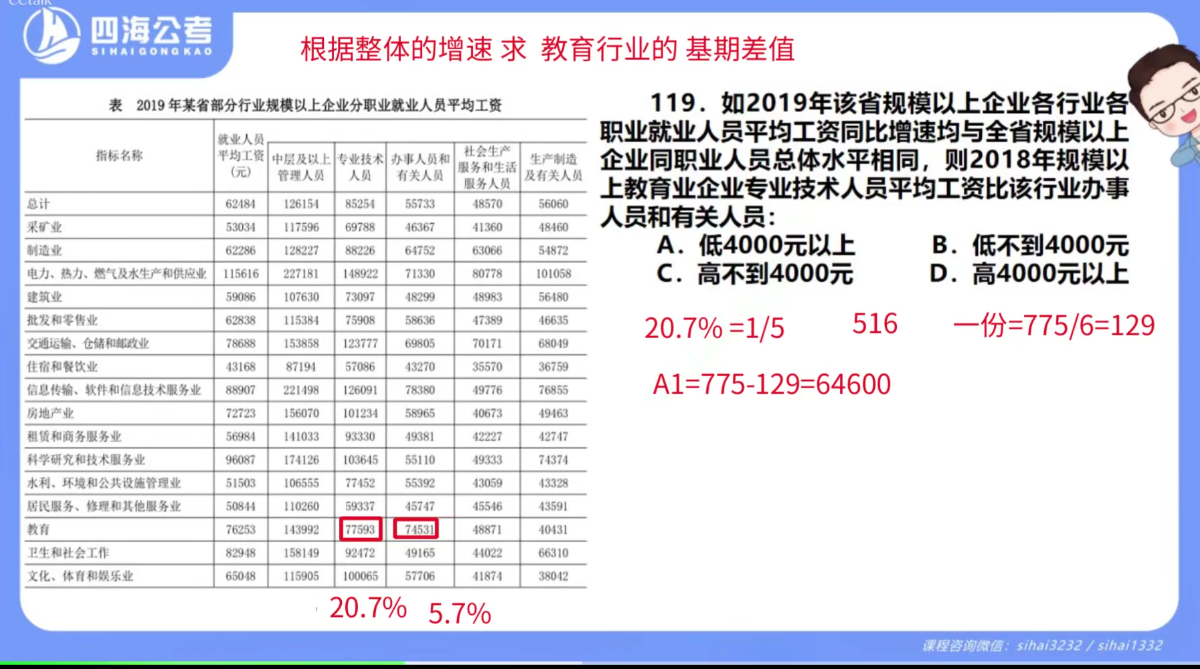 CCtalk
四海公考
SIHAIGONGKAO
根据整体的增速 求 教育行业的 基期差值
表 2019 年某省部分行业规模以上企业分职业就业人员平均工资
指标名称 就业人员平均工资(元) 中层及以上管理人员 专业技术人员 办事人员和有关人员 社会生产服务和生活服务人员 生产制造及有关人员
总计 62484 126154 85254 55733 48570 56060
采矿业 53034 117596 69788 46367 41360 48460
制造业 62286 128227 88226 64752 63066 54872
电力、热力、燃气及水生产和供应业 115616 227181 148922 71330 80778 101058
建筑业 59086 107630 73097 48299 48983 56480
批发和零售业 62838 115384 75908 58636 47389 46635
交通运输、仓储和邮政业 78688 153858 123777 69805 70171 68049
住宿和餐饮业 43168 87194 57086 43270 35570 36759
信息传输、软件和信息技术服务业 88907 221498 126091 78380 49776 76855
房地产业 72723 156070 101234 58965 40673 49463
租赁和商务服务业 56984 141033 93330 49381 42227 42747
科学研究和技术服务业 96087 174126 103645 55110 49333 74374
水利、环境和公共设施管理业 51503 106555 77452 55392 43059 43328
居民服务、修理和其他服务业 50844 110260 59337 45747 45546 43591
教育 76253 143992 77593 74531 48871 40431
卫生和社会工作 82948 158149 92472 49165 44022 66310
文化、体育和娱乐业 65048 115905 100065 57706 41874 38042
20.7% 5.7%
119．如2019年该省规模以上企业各行业各
职业就业人员平均工资同比增速均与全省规模以上
企业同职业人员总体水平相同，则2018年规模以
上教育业企业专业技术人员平均工资比该行业办事
人员和有关人员：
A．低4000元以上 B．低不到4000元
C．高不到4000元 D．高4000元以上
20.7% =1/5 516 一份=775/6=129
A1=775-129=64600
课程咨询微信：sihai3232 / sihai1332